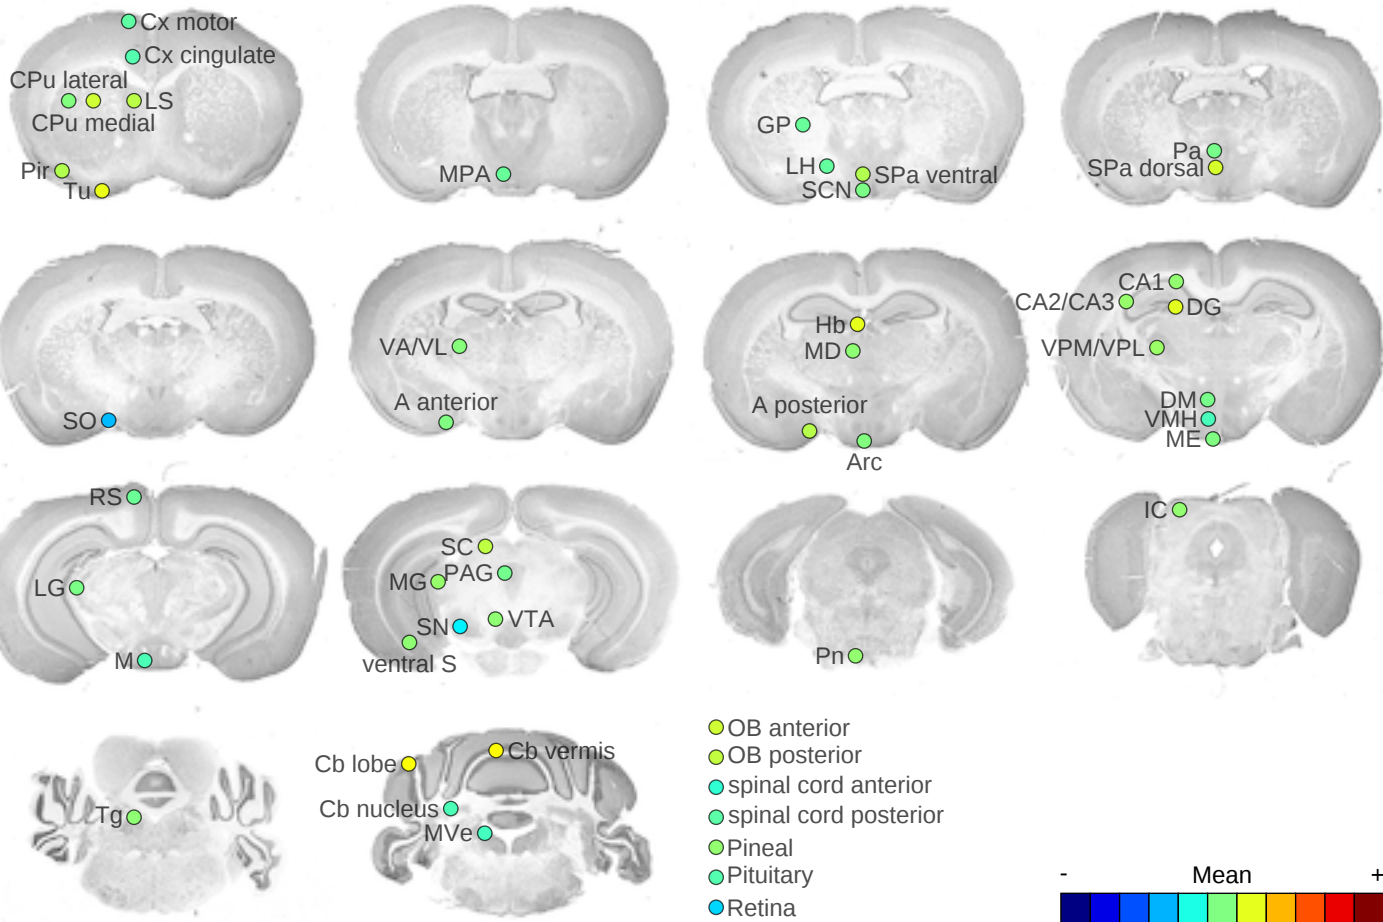 Cx motor
Cx cingulate
CPu lateral
LS
CPu medial
Pir
Tu
MPA
GP
LH
SPa ventral
SCN
Pa
SPa dorsal
SO
VA/VL
A anterior
Hb
MD
A posterior
Arc
CA1
CA2/CA3
DG
VPM/VPL
DM
VMH
ME
RS
LG
M
SC
PAG
MG
VTA
SN
ventral S
Pn
IC
Tg
Cb lobe
Cb vermis
Cb nucleus
MVe
OB anterior
OB posterior
spinal cord anterior
spinal cord posterior
Pineal
Pituitary
Retina
- Mean +